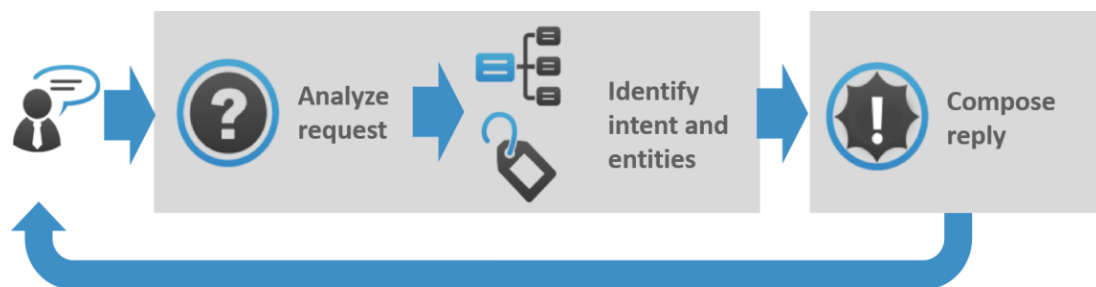 Analyze
request
Identify
intent and
entities
Compose
reply